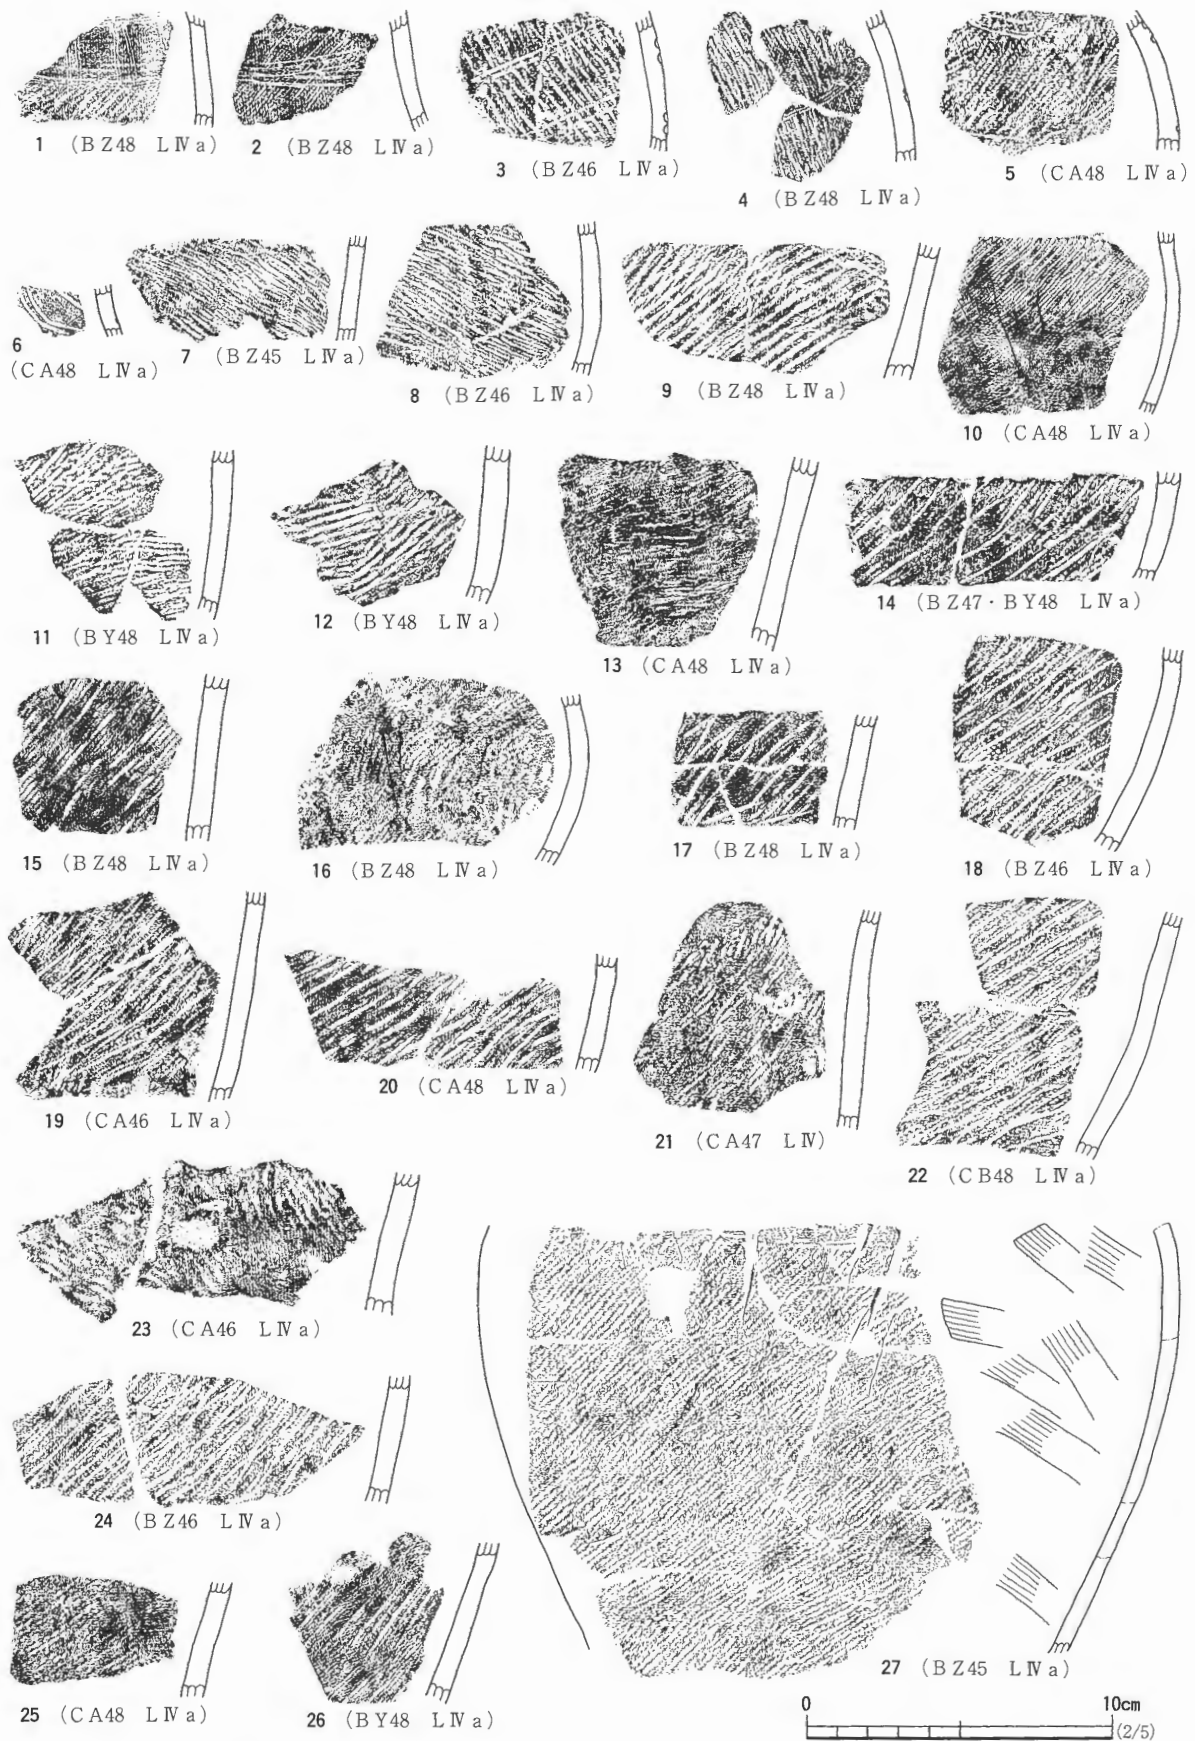 1 (BZ48 LⅣa)
2 (BZ48 LⅣa)
3 (BZ46 LⅣa)
4 (BZ48 LⅣa)
5 (CA48 LⅣa)
6
(CA48 LⅣa)
7 (BZ45 LⅣa)
8 (BZ46 LⅣa)
9 (BZ48 LⅣa)
10 (CA48 LⅣa)
11 (BY48 LⅣa)
12 (BY48 LⅣa)
13 (CA48 LⅣa)
14 (BZ47・BY48 LⅣa)
15 (BZ48 LⅣa)
16 (BZ48 LⅣa)
17 (BZ48 LⅣa)
18 (BZ46 LⅣa)
19 (CA46 LⅣa)
20 (CA48 LⅣa)
21 (CA47 LⅣ)
22 (CB48 LⅣa)
23 (CA46 LⅣa)
24 (BZ46 LⅣa)
25 (CA48 LⅣa)
26 (BY48 LⅣa)
27 (BZ45 LⅣa)
0 10cm
(2/5)